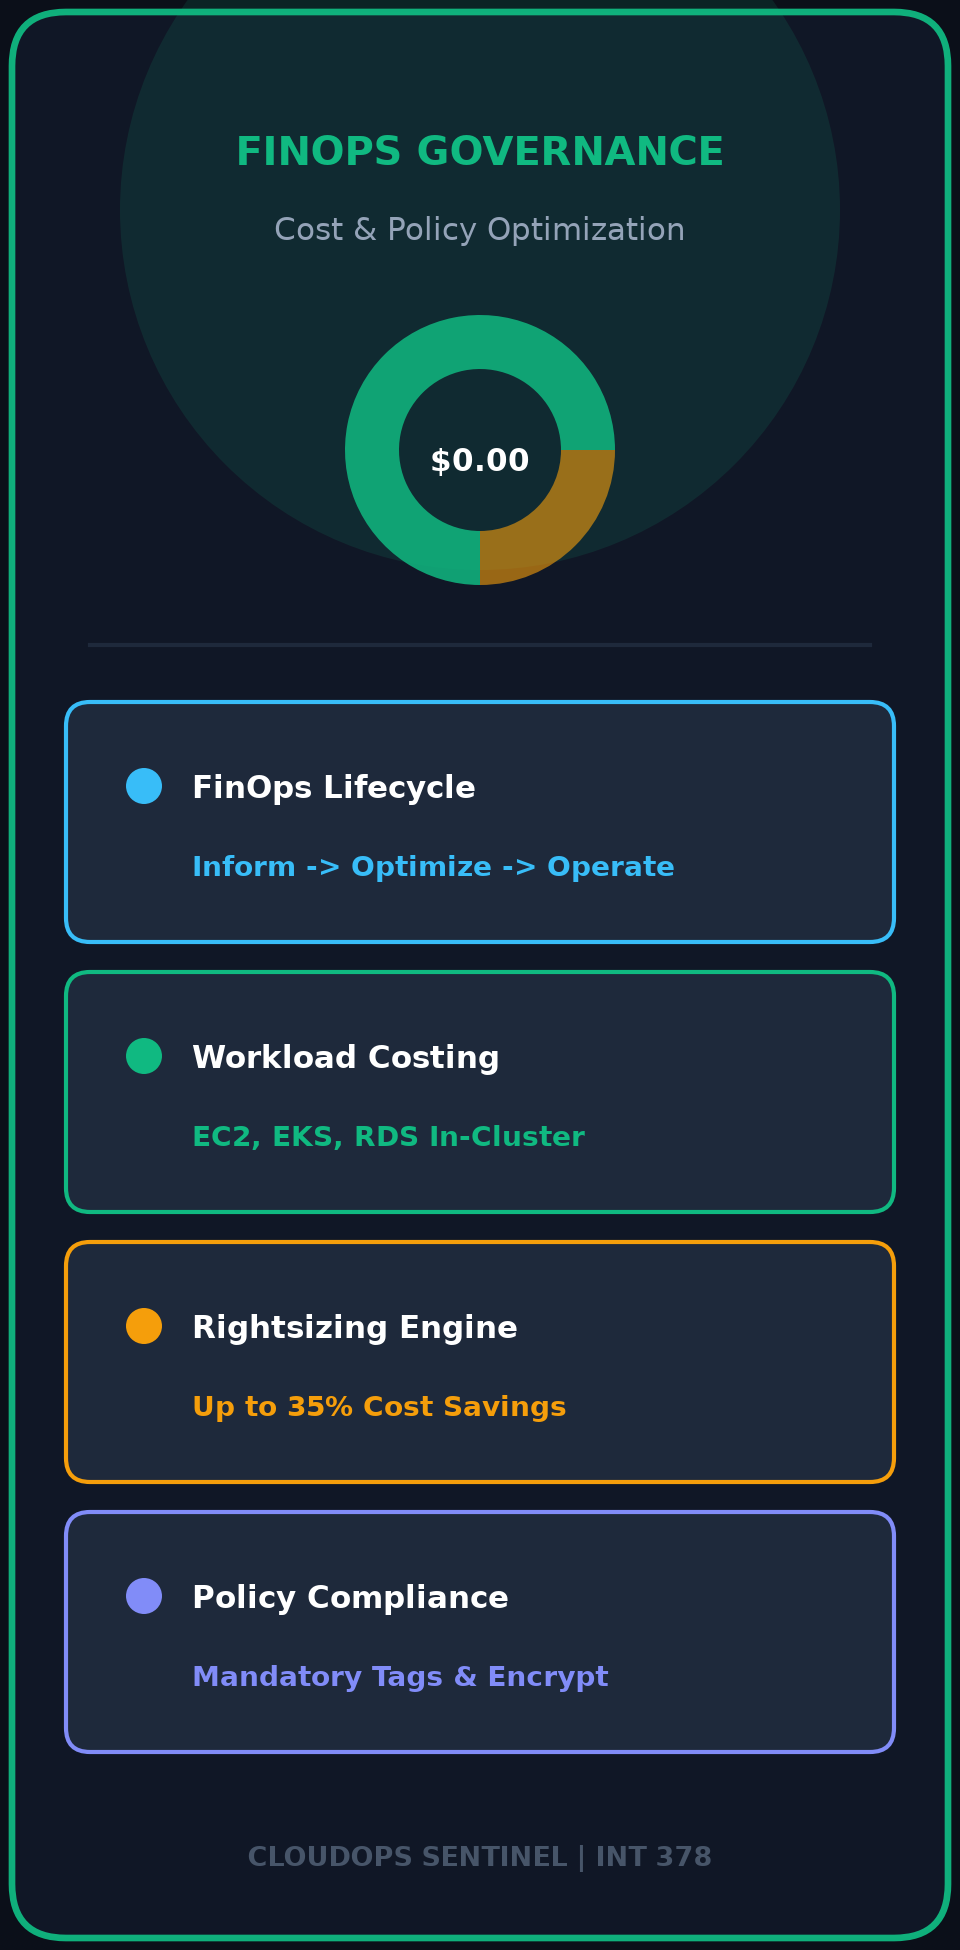 FINOPS GOVERNANCE
Cost & Policy Optimization
$0.00
FinOps Lifecycle
Inform -> Optimize -> Operate
Workload Costing
EC2, EKS, RDS In-Cluster
Rightsizing Engine
Up to 35% Cost Savings
Policy Compliance
Mandatory Tags & Encrypt
CLOUDOPS SENTINEL | INT 378